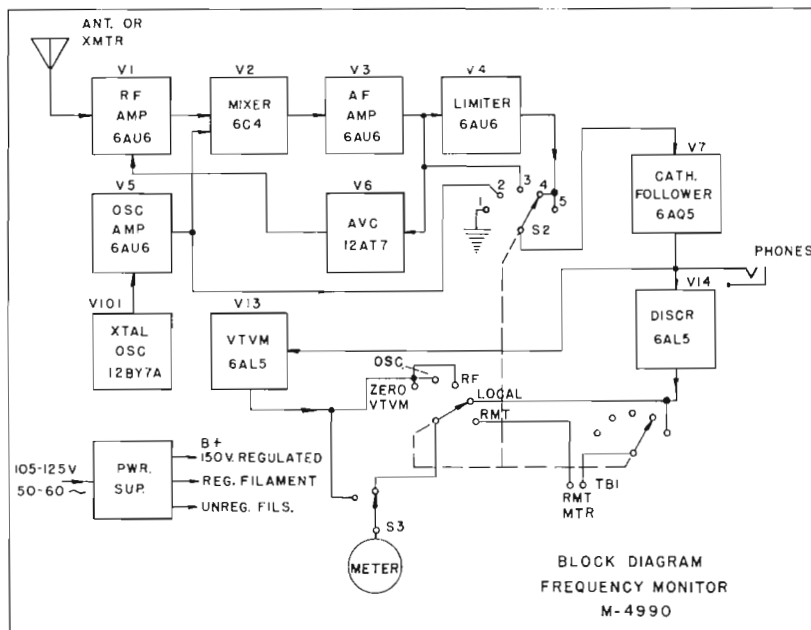 ANT. OR
XMTR
V1
RF
AMP
6AU6
V2
MIXER
6C4
V3
AF
AMP
6AU6
V4
LIMITER
6AU6
V7
CATH.
FOLLOWER
6AQ5
V5
OSC
AMP
6AU6
V6
AVC
12AT7
1
2
3
4
5
S2
PHONES
V101
XTAL
OSC
12BY7A
V13
VTVM
6AL5
V14
DISCR
6AL5
OSC
RF
ZERO
VTVM
LOCAL
RMT
105-125V
50-60~
PWR.
SUP.
B+
150V. REGULATED
REG. FILAMENT
UNREG. FILS.
S3
METER
RMT
MTR
TB1
BLOCK DIAGRAM
FREQUENCY MONITOR
M-4990